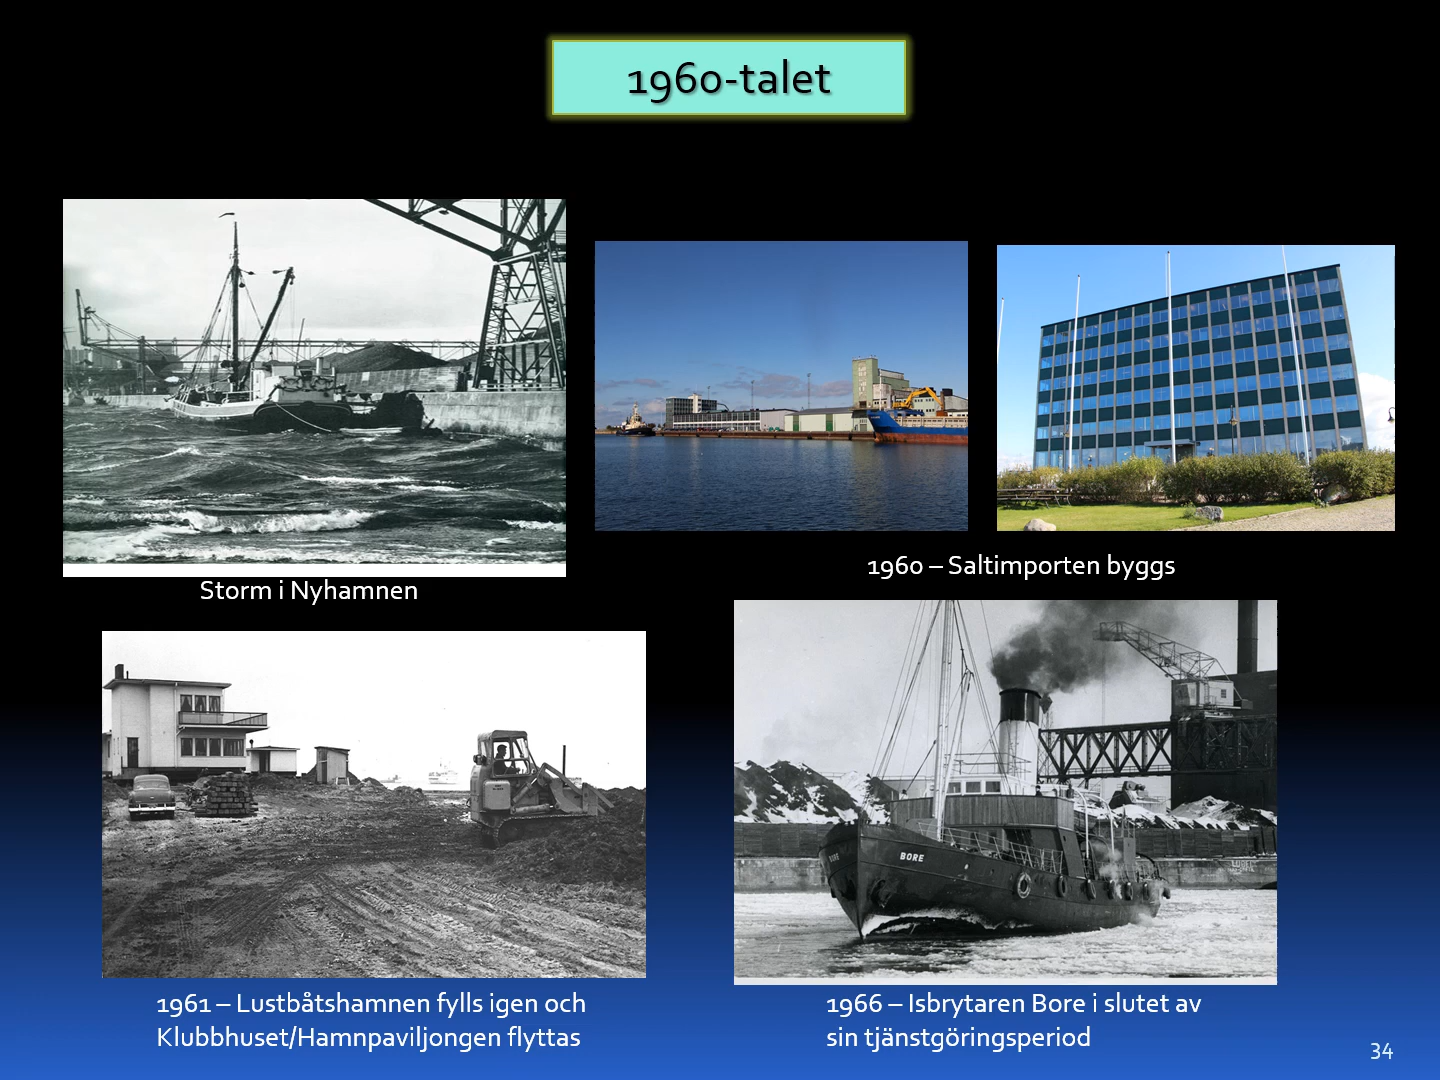 1960-talet
Storm i Nyhamnen
1960 – Saltimporten byggs
BORE
1961 – Lustbåtshamnen fylls igen och
Klubbhuset/Hamnpaviljongen flyttas
1966 – Isbrytaren Bore i slutet av
sin tjänstgöringsperiod
34